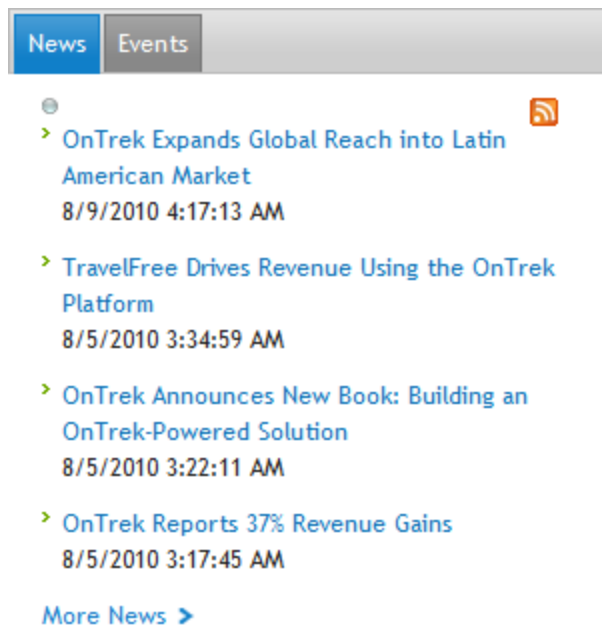 News Events
OnTrek Expands Global Reach into Latin
American Market
8/9/2010 4:17:13 AM
TravelFree Drives Revenue Using the OnTrek
Platform
8/5/2010 3:34:59 AM
OnTrek Announces New Book: Building an
OnTrek-Powered Solution
8/5/2010 3:22:11 AM
OnTrek Reports 37% Revenue Gains
8/5/2010 3:17:45 AM
More News >